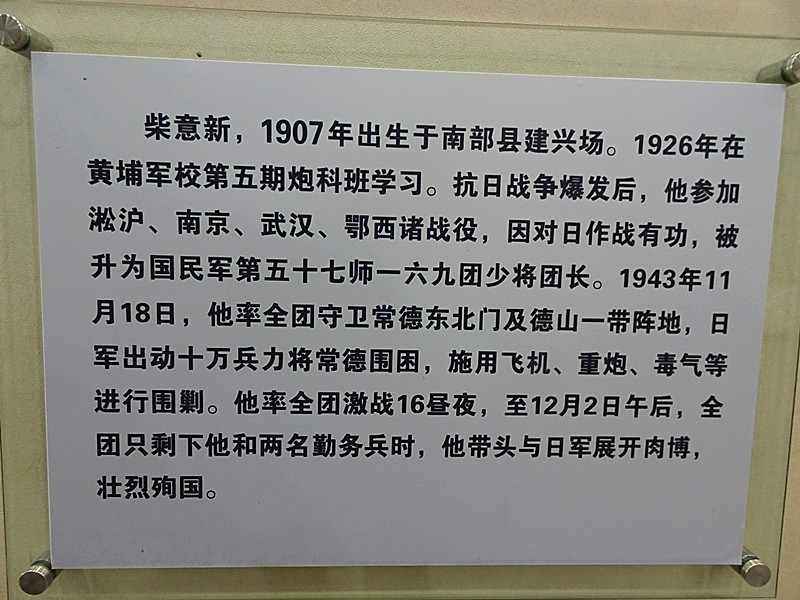 柴意新，1907年出生于南部县建兴场。1926年在
黄埔军校第五期炮科班学习。抗日战争爆发后，他参加
淞沪、南京、武汉、鄂西诸战役，因对日作战有功，被
升为国民军第五十七师一六九团少将团长。1943年11
月18日，他率全团守卫常德东北门及德山一带阵地，日
军出动十万兵力将常德围困，施用飞机、重炮、毒气等
进行围剿。他率全团激战16昼夜，至12月2日午后，全
团只剩下他和两名勤务兵时，他带头与日军展开肉博，
壮烈殉国。